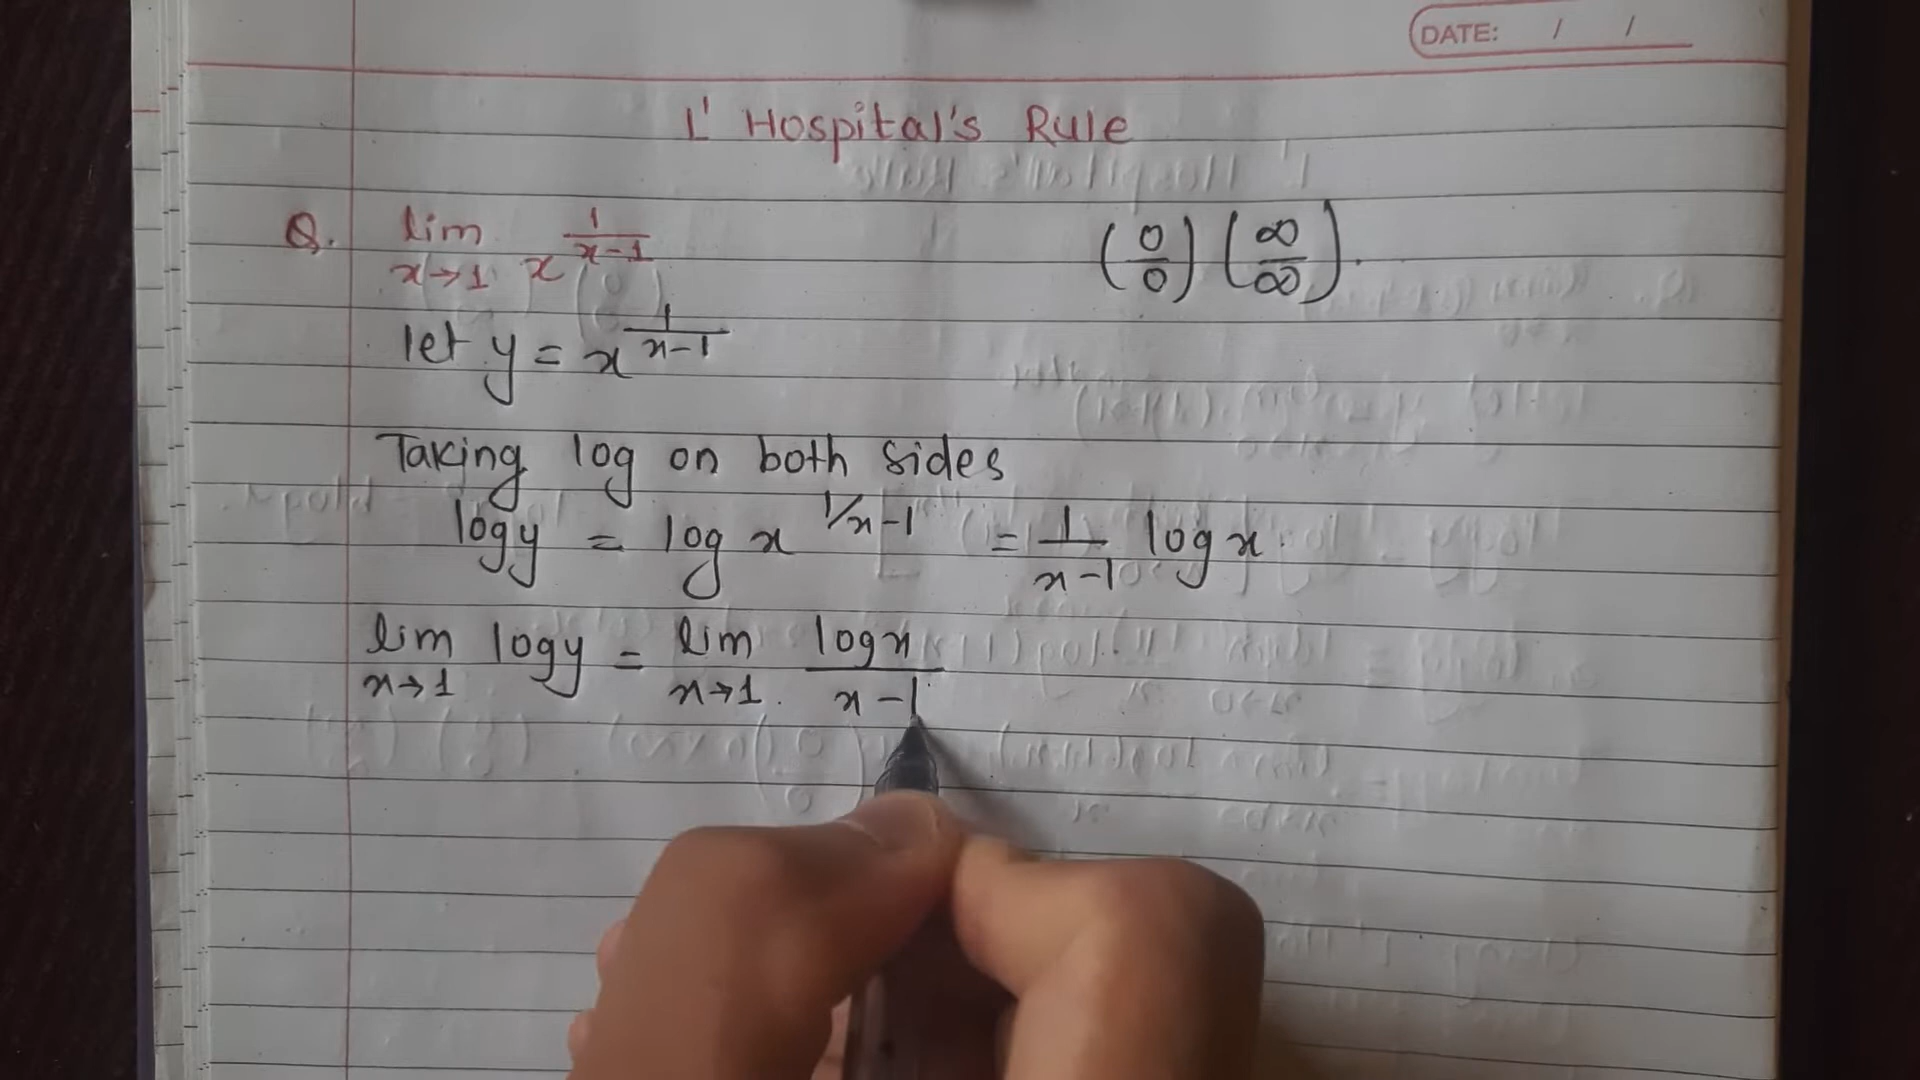 DATE: / /
L' Hospital's Rule
Q. lim x→1 x^(1/(x-1)) (0/0) (∞/∞).
let y = x^(1/(x-1))
Taking log on both sides
log y = log x^(1/x-1) = 1/(x-1) log x
lim x→1 log y = lim x→1. log x/(x-1)